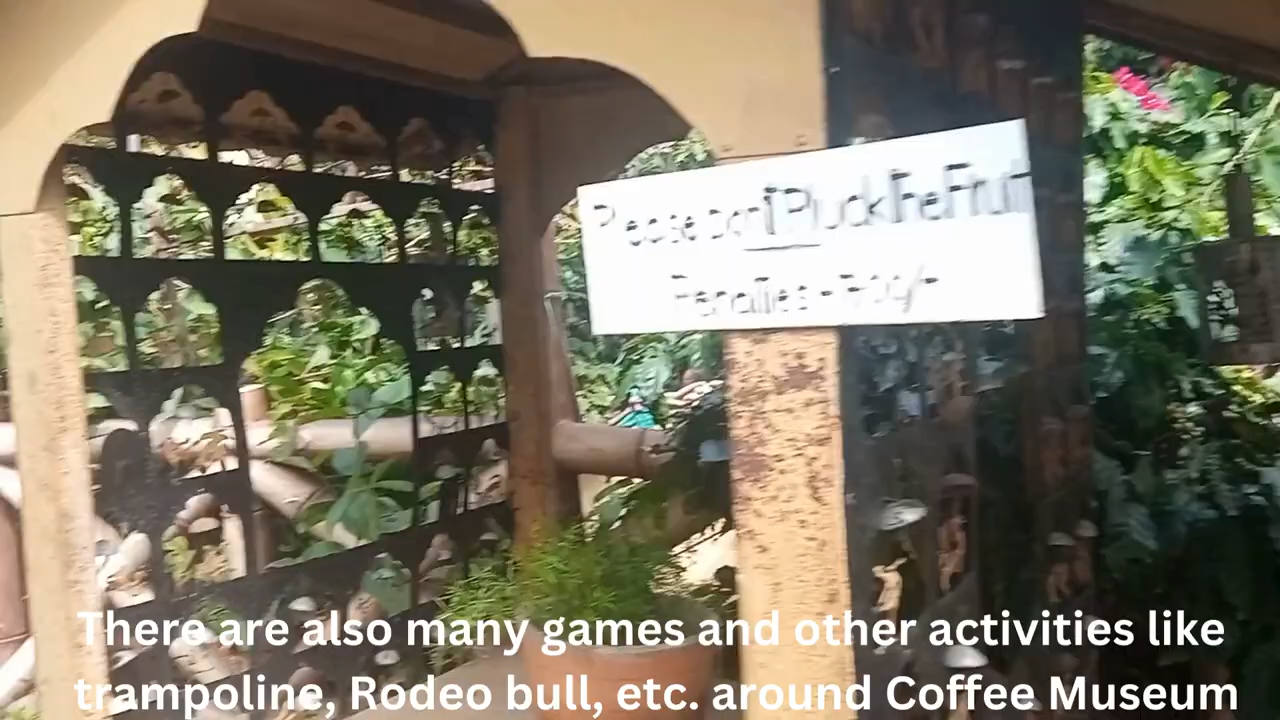 Please Don't Pluck The Fruit
Penalties -
There are also many games and other activities like
trampoline, Rodeo bull, etc. around Coffee Museum